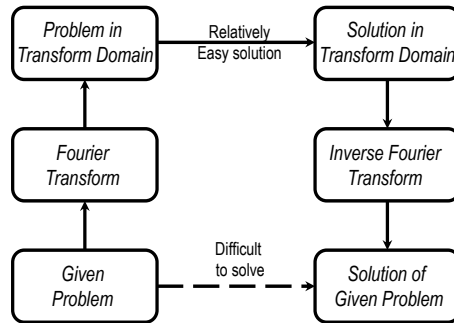 Problem in
Transform Domain
Relatively
Easy solution
Solution in
Transform Domain
Fourier
Transform
Inverse Fourier
Transform
Given
Problem
Difficult
to solve
Solution of
Given Problem